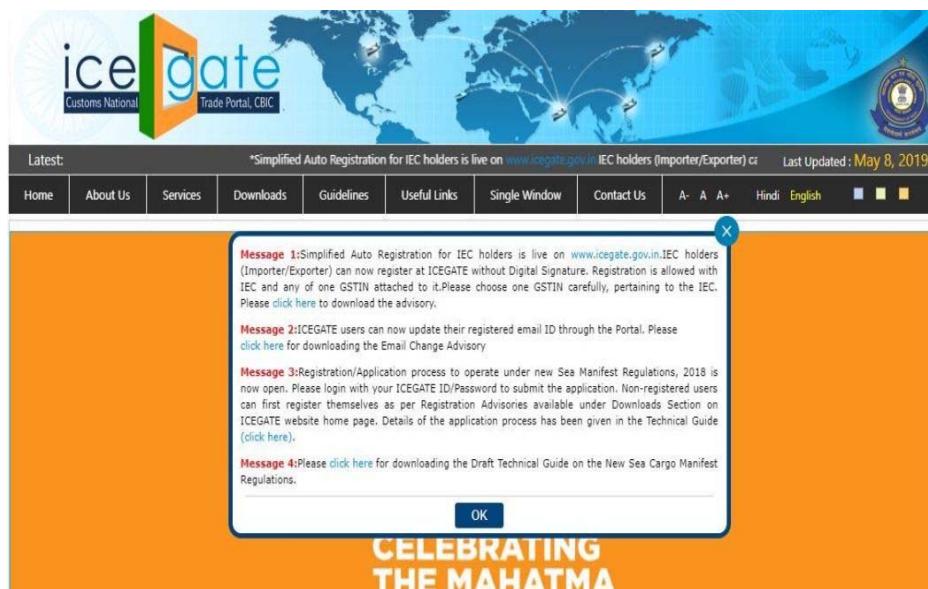 ice gate
Customs National Trade Portal, CBIC
Latest: *Simplified Auto Registration for IEC holders is live on www.icegate.gov.in IEC holders (Importer/Exporter) ca Last Updated : May 8, 2019
Home About Us Services Downloads Guidelines Useful Links Single Window Contact Us A- A A+ Hindi English
X
Message 1:Simplified Auto Registration for IEC holders is live on www.icegate.gov.in.IEC holders
(Importer/Exporter) can now register at ICEGATE without Digital Signature. Registration is allowed with
IEC and any of one GSTIN attached to it.Please choose one GSTIN carefully, pertaining to the IEC.
Please click here to download the advisory.
Message 2:ICEGATE users can now update their registered email ID through the Portal. Please
click here for downloading the Email Change Advisory
Message 3:Registration/Application process to operate under new Sea Manifest Regulations, 2018 is
now open. Please login with your ICEGATE ID/Password to submit the application. Non-registered users
can first register themselves as per Registration Advisories available under Downloads Section on
ICEGATE website home page. Details of the application process has been given in the Technical Guide
(click here).
Message 4:Please click here for downloading the Draft Technical Guide on the New Sea Cargo Manifest
Regulations.
OK
CELEBRATING
THE MAHATMA